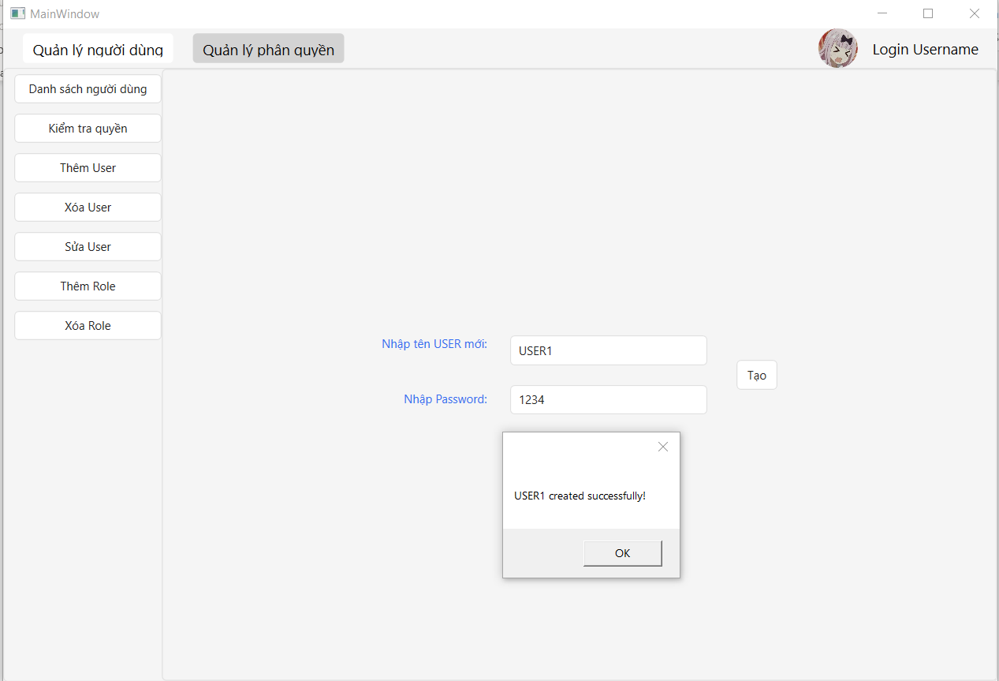 MainWindow
Quản lý người dùng
Quản lý phân quyền
Login Username
Danh sách người dùng
Kiểm tra quyền
Thêm User
Xóa User
Sửa User
Thêm Role
Xóa Role
Nhập tên USER mới:
USER1
Tạo
Nhập Password:
1234
USER1 created successfully!
OK